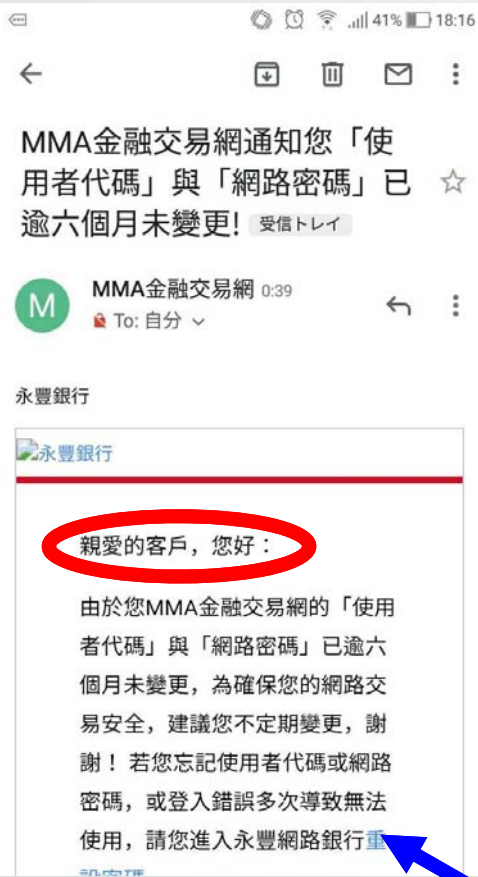 41% 18:16
MMA金融交易網通知您「使
用者代碼」與「網路密碼」已
逾六個月未變更! 受信トレイ
M
MMA金融交易網 0:39
To: 自分
永豐銀行
永豐銀行
親愛的客戶，您好：
由於您MMA金融交易網的「使用
者代碼」與「網路密碼」已逾六
個月未變更，為確保您的網路交
易安全，建議您不定期變更，謝
謝！若您忘記使用者代碼或網路
密碼，或登入錯誤多次導致無法
使用，請您進入永豐網路銀行重
設密碼